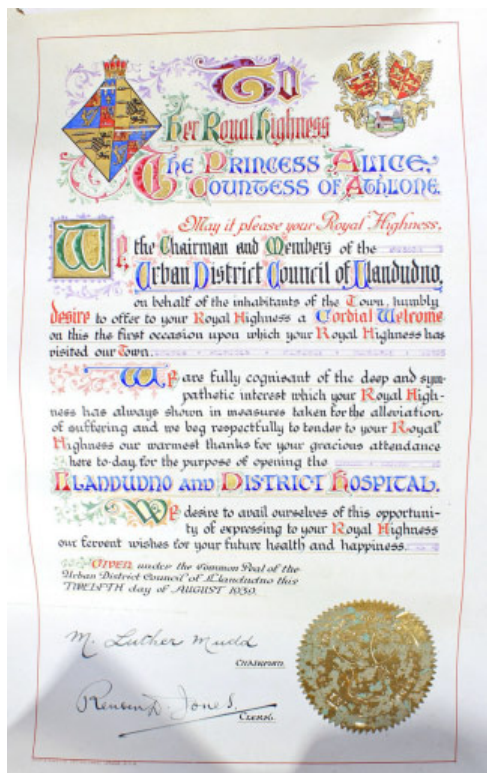 To
Her Royal Highness
The Princess Alice,
Countess of Athlone.
May it please your Royal Highness,
We the Chairman and Members of the
Urban District Council of Llandudno,
on behalf of the inhabitants of the Town, humbly
desire to offer to your Royal Highness a Cordial Welcome
on this the first occasion upon which your Royal Highness has
visited our Town.
We are fully cognisant of the deep and sym-
pathetic interest which your Royal High-
ness has always shown in measures taken for the alleviation
of suffering and we beg respectfully to tender to your Royal
Highness our warmest thanks for your gracious attendance
here to-day for the purpose of opening the
Llandudno and District Hospital.
We desire to avail ourselves of this opportuni-
ty of expressing to your Royal Highness
our fervent wishes for your future health and happiness.
Given under the Common Seal of the
Urban District Council of Llandudno this
TWELFTH day of AUGUST 1939.
M. Luther Mudd
Chairman.
Jones.
Clerk.